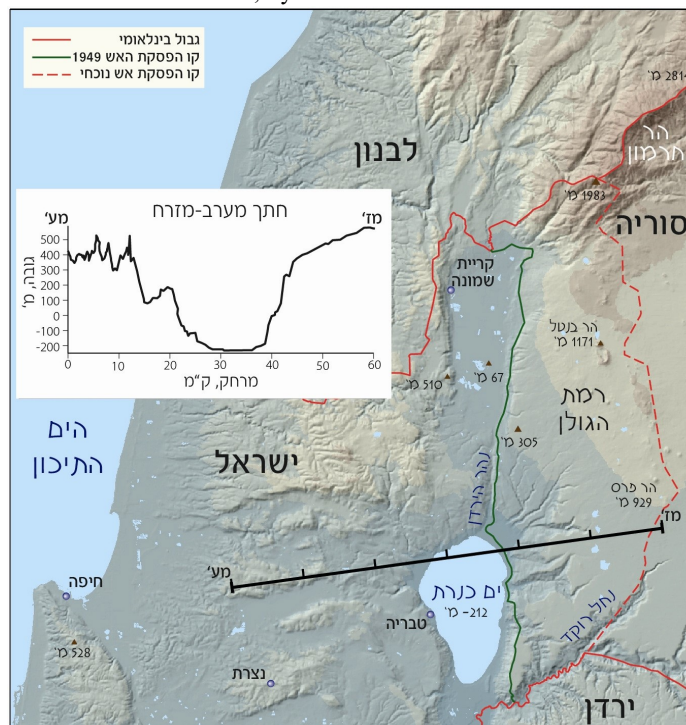 גבול בינלאומי
קו הפסקת האש 1949
קו הפסקת אש נוכחי
לבנון
2814 מ'
הר חרמון
1983 מ'
סוריה
חתך מערב-מזרח
מע'
מז'
גובה, מ'
500
400
300
200
100
0
-100
-200
0
10
20
30
40
50
60
מרחק, ק"מ
קריית
שמונה
הר בנטל
1171 מ'
67 מ'
510 מ'
רמת
הגולן
305 מ'
הים
התיכון
ישראל
נהר הירדן
הר פרס
929 מ'
מז'
מע'
חיפה
ים כנרת
-212 מ'
טבריה
נחל רוקד
528 מ'
נצרת
ירדן